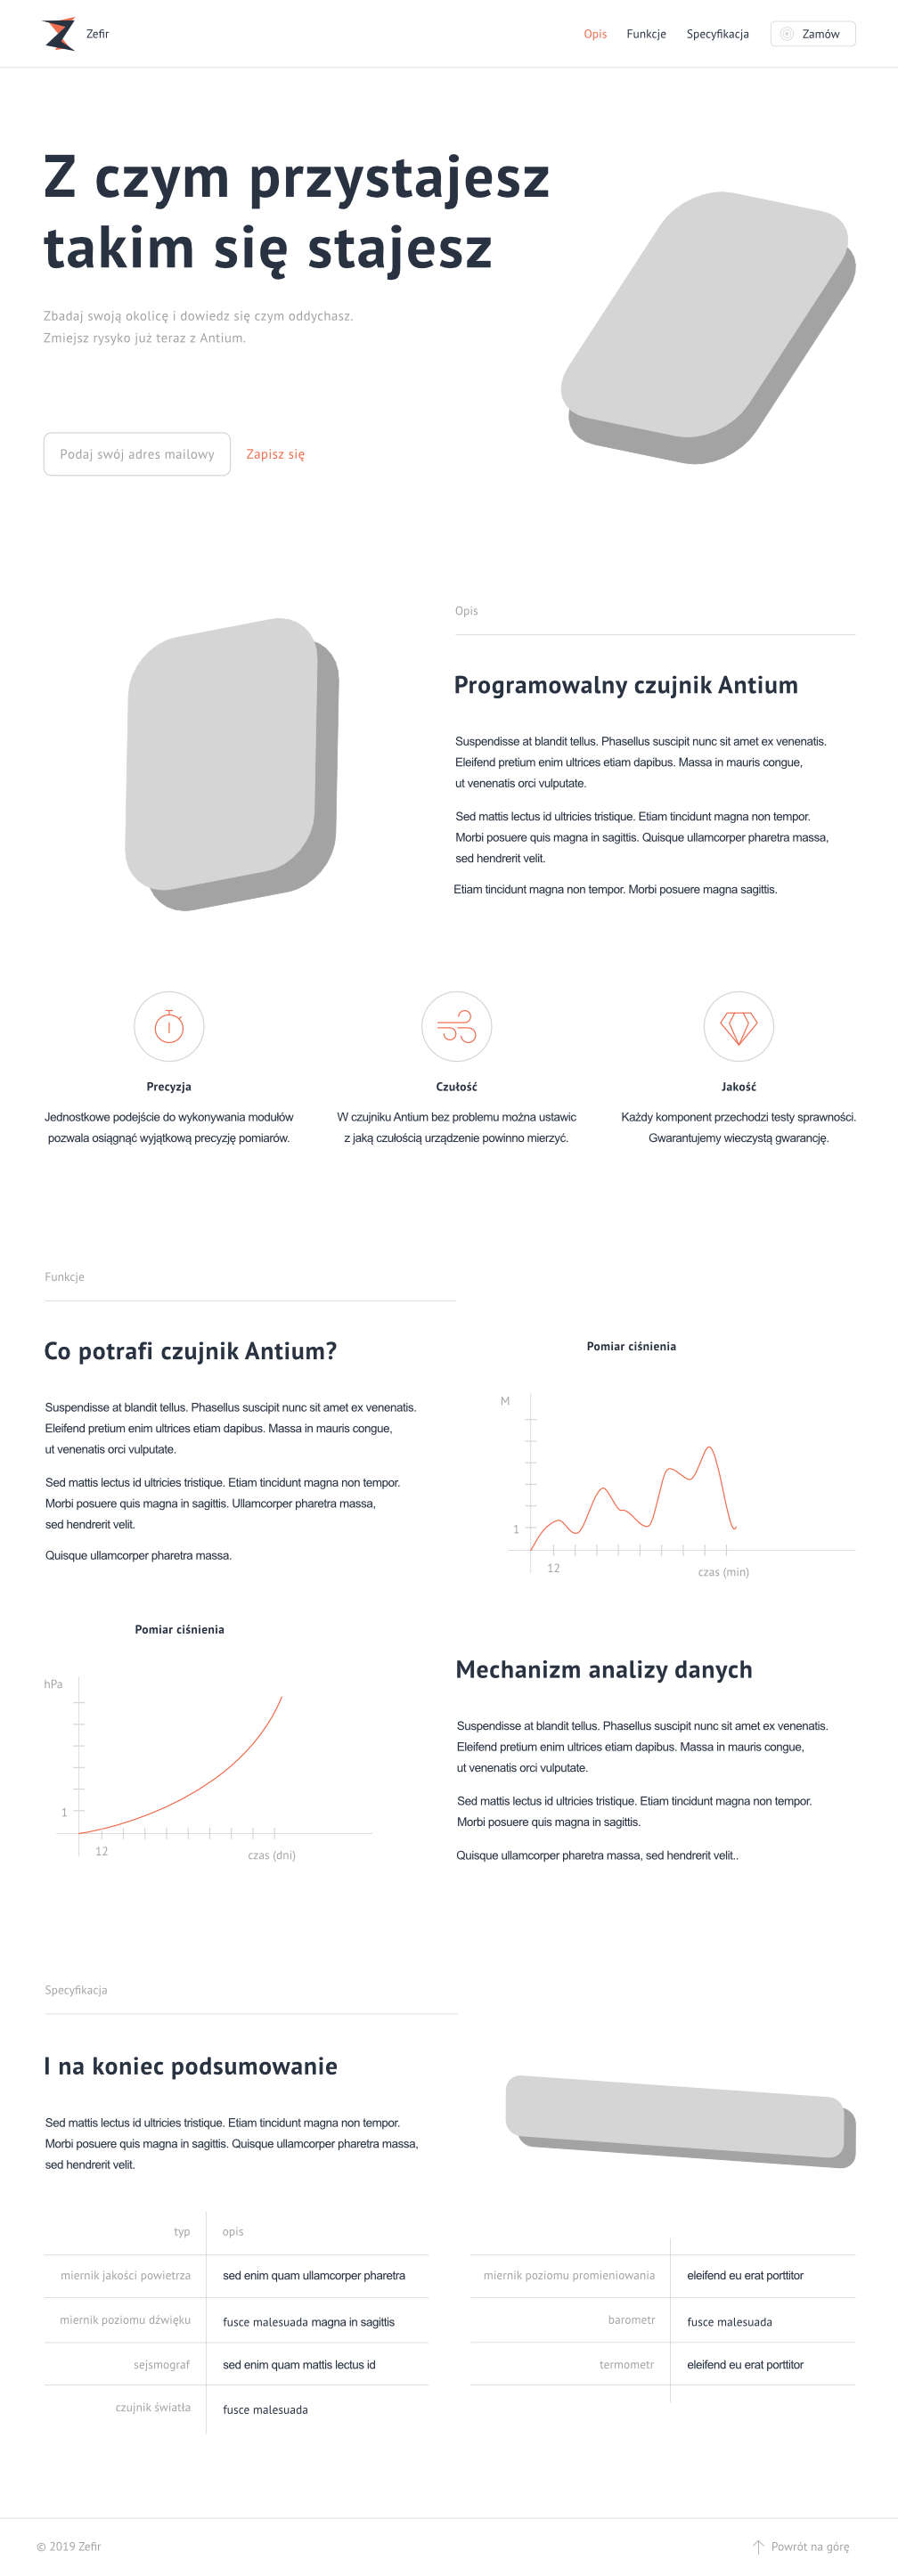 Zefir
Opis
Funkcje
Specyfikacja
Zamów
Z czym przystajesz
takim się stajesz
Zbadaj swoją okolicę i dowiedz się czym oddychasz.
Zmiejsz rysyko już teraz z Antium.
Podaj swój adres mailowy
Zapisz się
Opis
Programowalny czujnik Antium
Suspendisse at blandit tellus. Phasellus suscipit nunc sit amet ex venenatis.
Eleifend pretium enim ultrices etiam dapibus. Massa in mauris congue,
ut venenatis orci vulputate.
Sed mattis lectus id ultricies tristique. Etiam tincidunt magna non tempor.
Morbi posuere quis magna in sagittis. Quisque ullamcorper pharetra massa,
sed hendrerit velit.
Etiam tincidunt magna non tempor. Morbi posuere magna sagittis.
Precyzja
Jednostkowe podejście do wykonywania modułów
pozwala osiągnąć wyjątkową precyzję pomiarów.
Czułość
W czujniku Antium bez problemu można ustawic
z jaką czułością urządzenie powinno mierzyć.
Jakość
Każdy komponent przechodzi testy sprawności.
Gwarantujemy wieczystą gwarancję.
Funkcje
Co potrafi czujnik Antium?
Suspendisse at blandit tellus. Phasellus suscipit nunc sit amet ex venenatis.
Eleifend pretium enim ultrices etiam dapibus. Massa in mauris congue,
ut venenatis orci vulputate.
Sed mattis lectus id ultricies tristique. Etiam tincidunt magna non tempor.
Morbi posuere quis magna in sagittis. Ullamcorper pharetra massa,
sed hendrerit velit.
Quisque ullamcorper pharetra massa.
Pomiar ciśnienia
M
1
12
czas (min)
Pomiar ciśnienia
hPa
1
12
czas (dni)
Mechanizm analizy danych
Suspendisse at blandit tellus. Phasellus suscipit nunc sit amet ex venenatis.
Eleifend pretium enim ultrices etiam dapibus. Massa in mauris congue,
ut venenatis orci vulputate.
Sed mattis lectus id ultricies tristique. Etiam tincidunt magna non tempor.
Morbi posuere quis magna in sagittis.
Quisque ullamcorper pharetra massa, sed hendrerit velit..
Specyfikacja
I na koniec podsumowanie
Sed mattis lectus id ultricies tristique. Etiam tincidunt magna non tempor.
Morbi posuere quis magna in sagittis. Quisque ullamcorper pharetra massa,
sed hendrerit velit.
typ opis
miernik jakości powietrza sed enim quam ullamcorper pharetra
miernik poziomu dźwięku fusce malesuada magna in sagittis
sejsmograf sed enim quam mattis lectus id
czujnik światła fusce malesuada
miernik poziomu promieniowania eleifend eu erat porttitor
barometr fusce malesuada
termometr eleifend eu erat porttitor
© 2019 Zefir
Powrót na górę